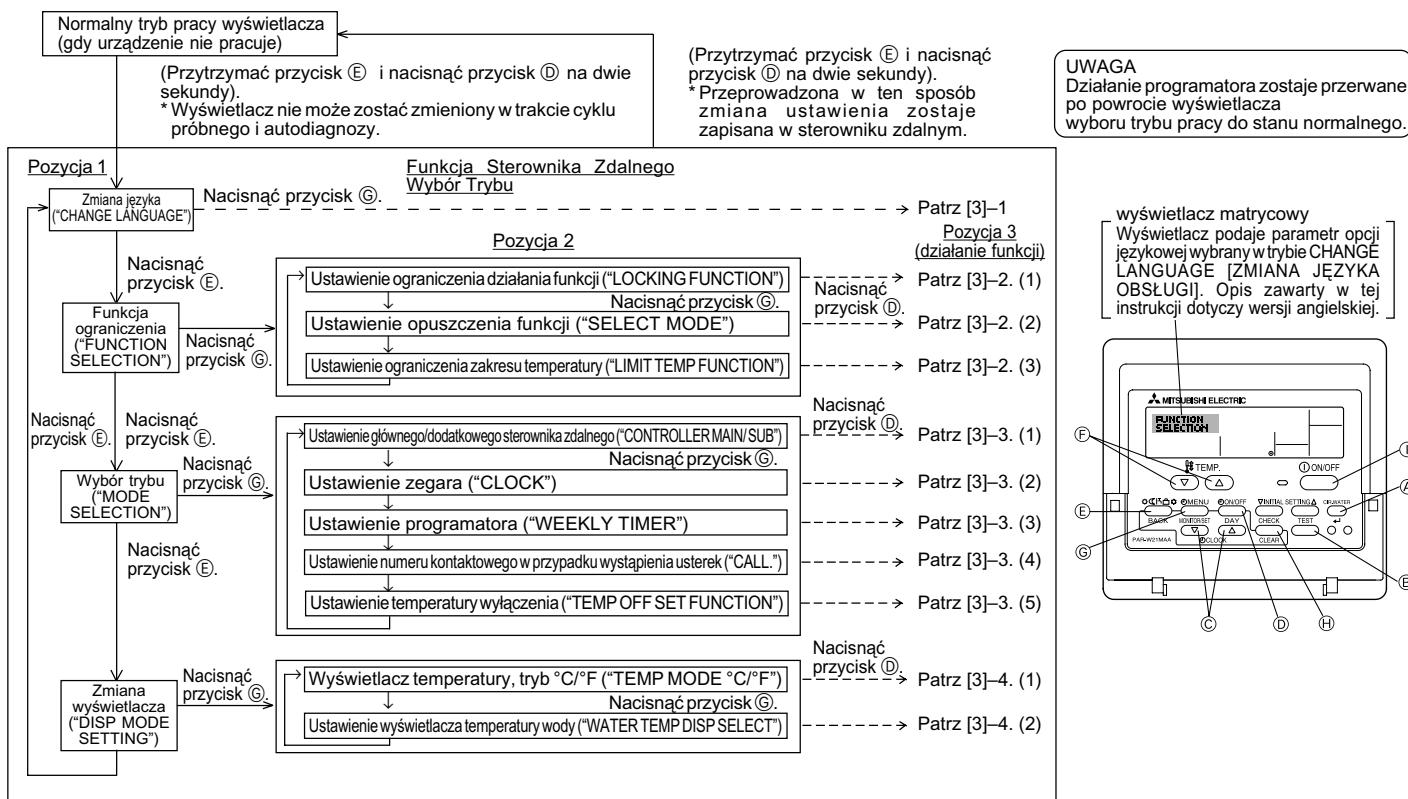 Normalny tryb pracy wyświetlacza
(gdy urządzenie nie pracuje)
(Przytrzymać przycisk Ⓔ i nacisnąć przycisk Ⓓ na dwie
sekundy).
* Wyświetlacz nie może zostać zmieniony w trakcie cyklu
próbnego i autodiagnozy.
(Przytrzymać przycisk Ⓔ i nacisnąć
przycisk Ⓓ na dwie sekundy).
* Przeprowadzona w ten sposób
zmiana ustawienia zostaje
zapisana w sterowniku zdalnym.
UWAGA
Działanie programatora zostaje przerwane
po powrocie wyświetlacza
wyboru trybu pracy do stanu normalnego.
Pozycja 1
Funkcja Sterownika Zdalnego
Wybór Trybu
Zmiana języka
(“CHANGE LANGUAGE”)
Nacisnąć przycisk Ⓖ.
Patrz [3]–1
Pozycja 2
Pozycja 3
(działanie funkcji)
Nacisnąć
przycisk Ⓔ.
Funkcja
ograniczenia
(“FUNCTION
SELECTION”)
Nacisnąć
przycisk Ⓖ.
Ustawienie ograniczenia działania funkcji (“LOCKING FUNCTION”)
Nacisnąć
przycisk Ⓓ.
Patrz [3]–2. (1)
Nacisnąć przycisk Ⓖ.
Ustawienie opuszczenia funkcji (“SELECT MODE”)
Patrz [3]–2. (2)
Ustawienie ograniczenia zakresu temperatury (“LIMIT TEMP FUNCTION”)
Patrz [3]–2. (3)
Nacisnąć
przycisk Ⓔ.
Nacisnąć
przycisk Ⓔ.
Wybór trybu
(“MODE
SELECTION”)
Nacisnąć
przycisk Ⓖ.
Nacisnąć
przycisk Ⓓ.
Ustawienie głównego/dodatkowego sterownika zdalnego (“CONTROLLER MAIN/ SUB”)
Patrz [3]–3. (1)
Nacisnąć przycisk Ⓖ.
Ustawienie zegara (“CLOCK”)
Patrz [3]–3. (2)
Ustawienie programatora (“WEEKLY TIMER”)
Patrz [3]–3. (3)
Ustawienie numeru kontaktowego w przypadku wystąpienia usterek (“CALL.”)
Patrz [3]–3. (4)
Ustawienie temperatury wyłączenia (“TEMP OFF SET FUNCTION”)
Patrz [3]–3. (5)
Nacisnąć
przycisk Ⓔ.
Zmiana
wyświetlacza
(“DISP MODE
SETTING”)
Nacisnąć
przycisk Ⓖ.
Nacisnąć
przycisk Ⓓ.
Wyświetlacz temperatury, tryb °C/°F (“TEMP MODE °C/°F”)
Patrz [3]–4. (1)
Nacisnąć przycisk Ⓖ.
Ustawienie wyświetlacza temperatury wody (“WATER TEMP DISP SELECT”)
Patrz [3]–4. (2)
wyświetlacz matrycowy
Wyświetlacz podaje parametr opcji
językowej wybrany w trybie CHANGE
LANGUAGE [ZMIANA JĘZYKA
OBSŁUGI]. Opis zawarty w tej
instrukcji dotyczy wersji angielskiej.
MITSUBISHI ELECTRIC
FUNCTION
SELECTION
Ⓕ
TEMP.
ON/OFF
Ⓔ
MENU
ON/OFF
INITIAL SETTING
CIR.WATER
Ⓐ
BACK
MONITOR/SET
DAY
CHECK
TEST
Ⓖ
PAR-W21MAA
CLOCK
CLEAR
Ⓒ
Ⓓ
Ⓗ